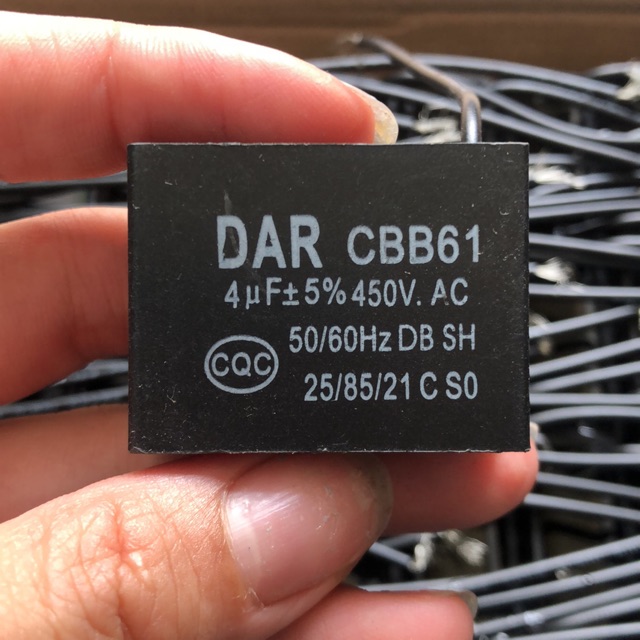 DAR CBB61
4μF±5% 450V. AC
50/60Hz DB SH
CQC
25/85/21 C S0